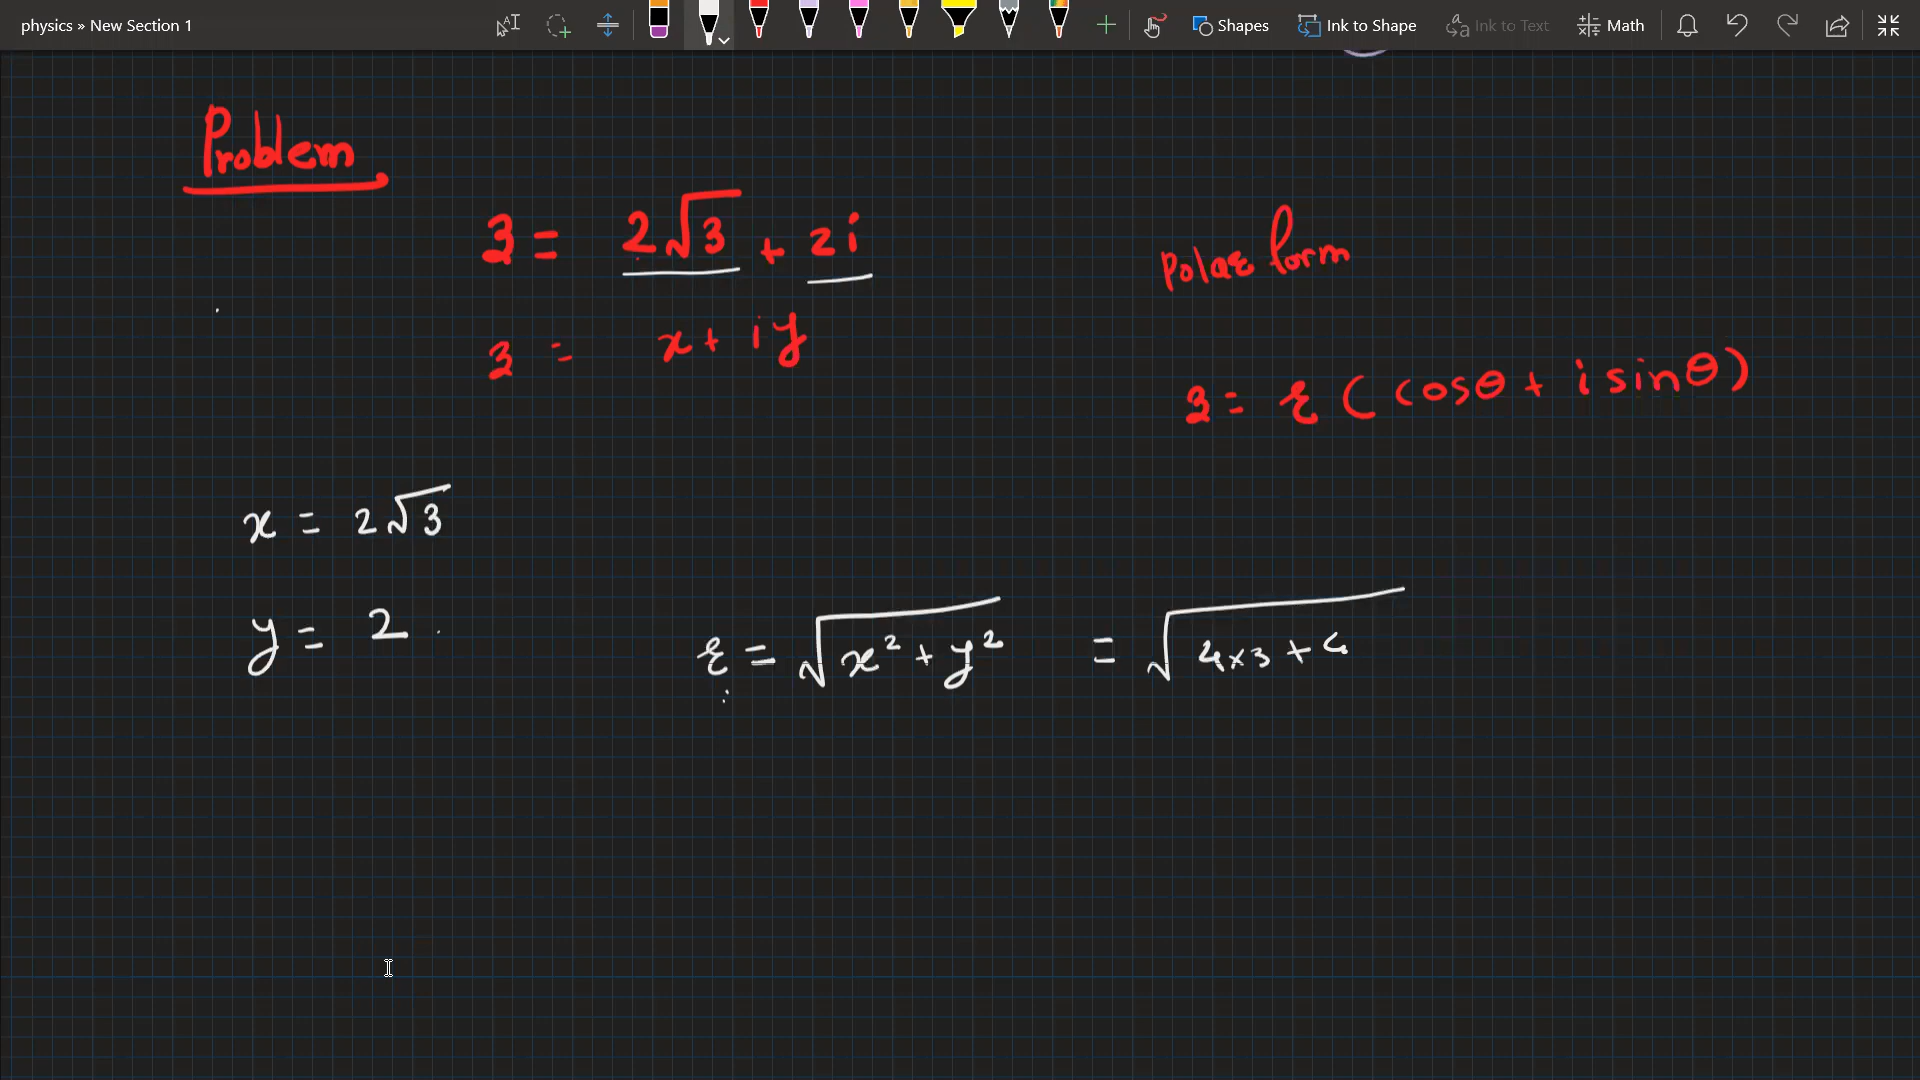 physics » New Section 1
Shapes
Ink to Shape
Ink to Text
Math
Problem
z = 2√3 + 2i
Polar form
z = x + iy
z = r (cosθ + i sinθ)
x = 2√3
y = 2
r = √x² + y² = √4×3 + 4